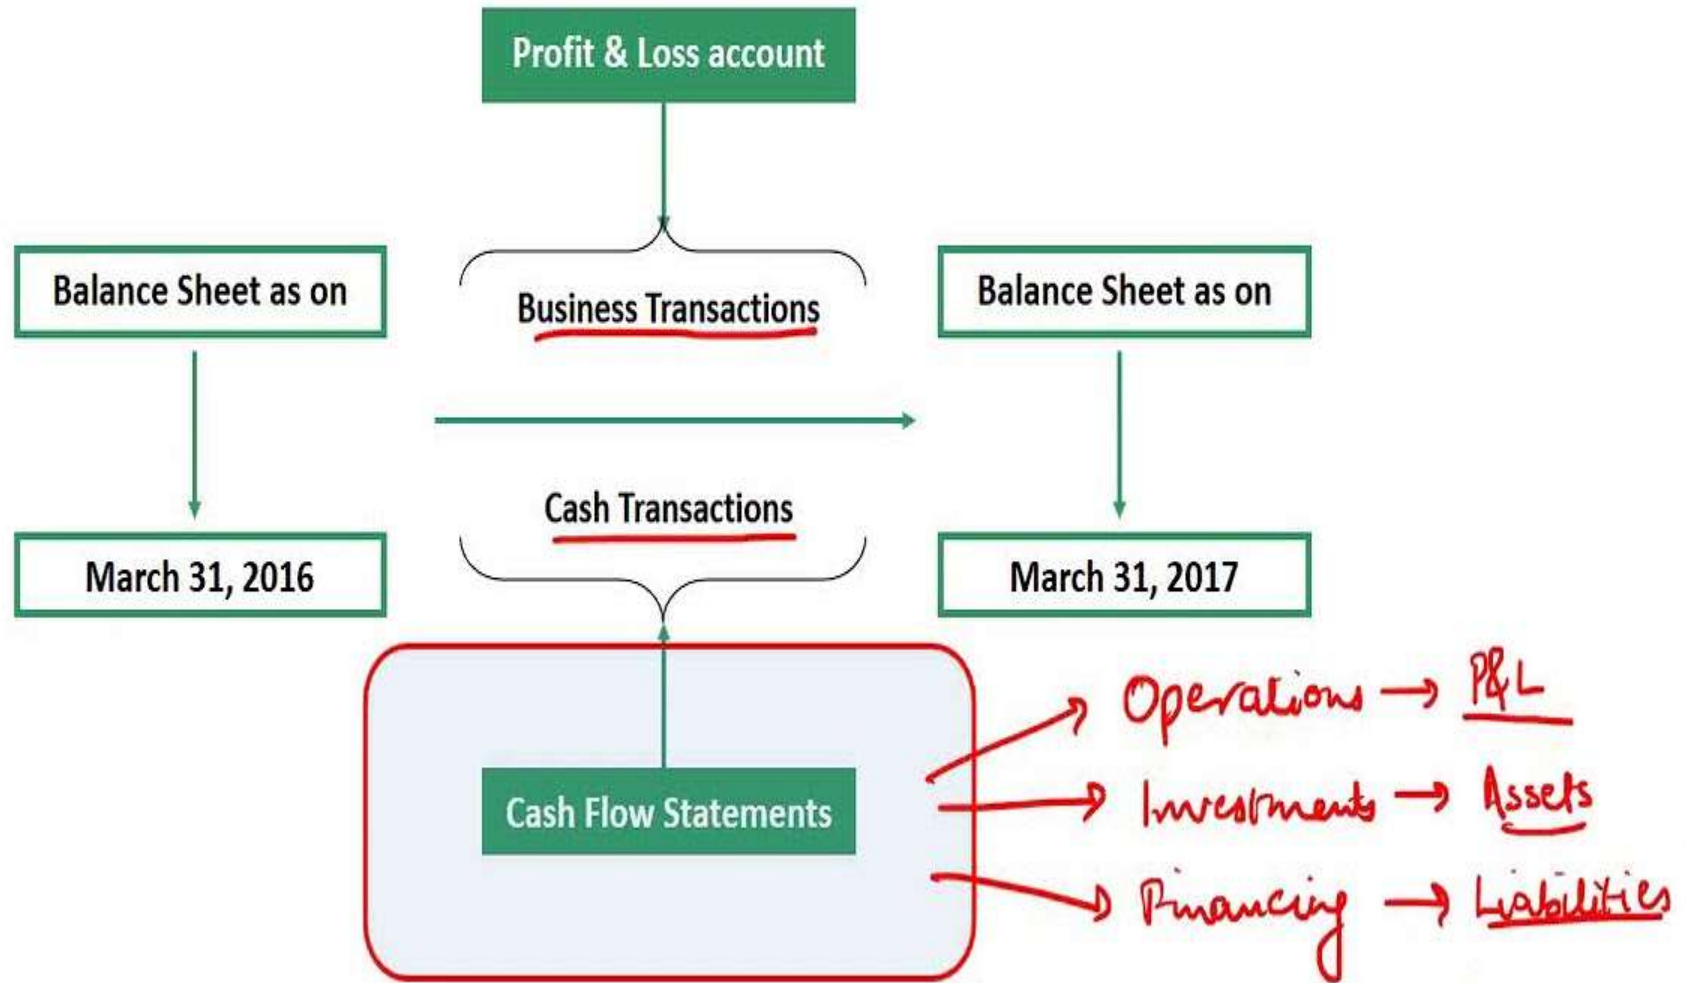 Profit & Loss account
Balance Sheet as on
Business Transactions
Balance Sheet as on
Cash Transactions
March 31, 2016
March 31, 2017
Cash Flow Statements
Operations → P&L
Investments → Assets
Financing → Liabilities